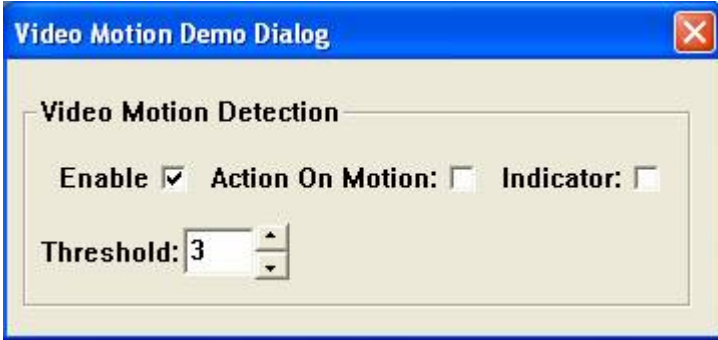 Video Motion Demo Dialog
Video Motion Detection
Enable Action On Motion: Indicator:
Threshold: 3